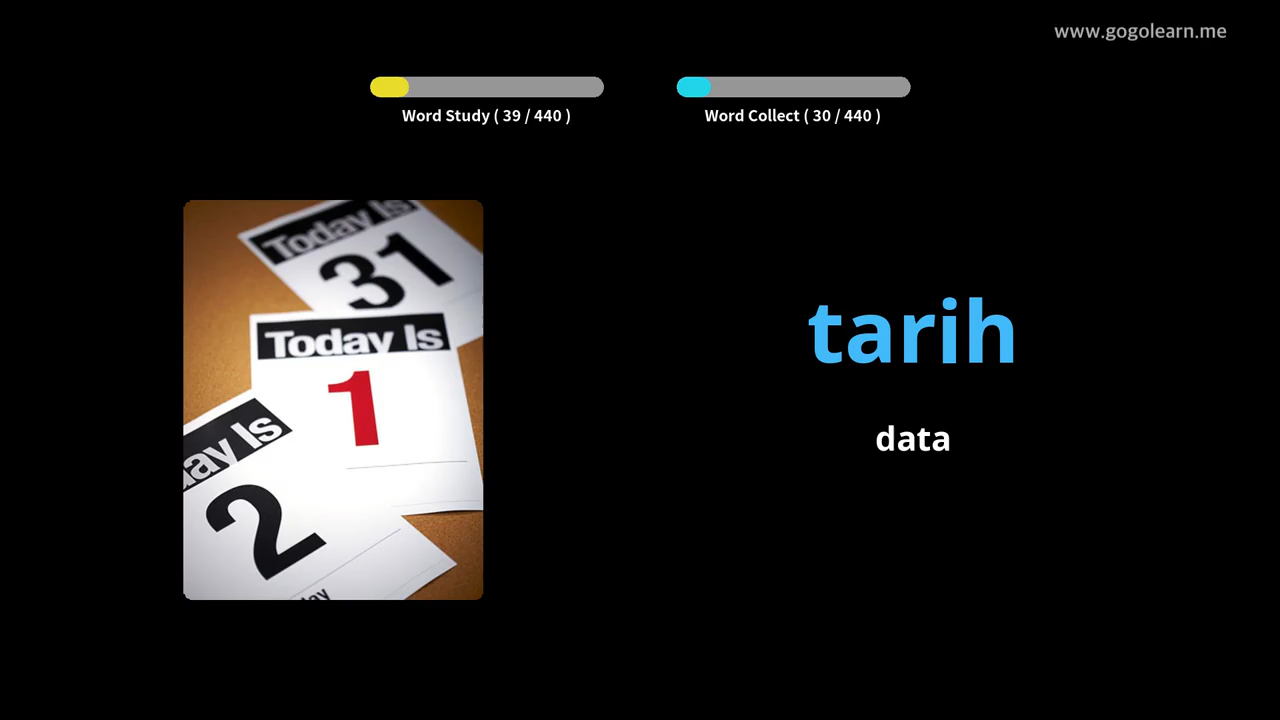 www.gogolearn.me
Word Study ( 39 / 440 )
Word Collect ( 30 / 440 )
Today Is
31
Today Is
1
day Is
2
tarih
data